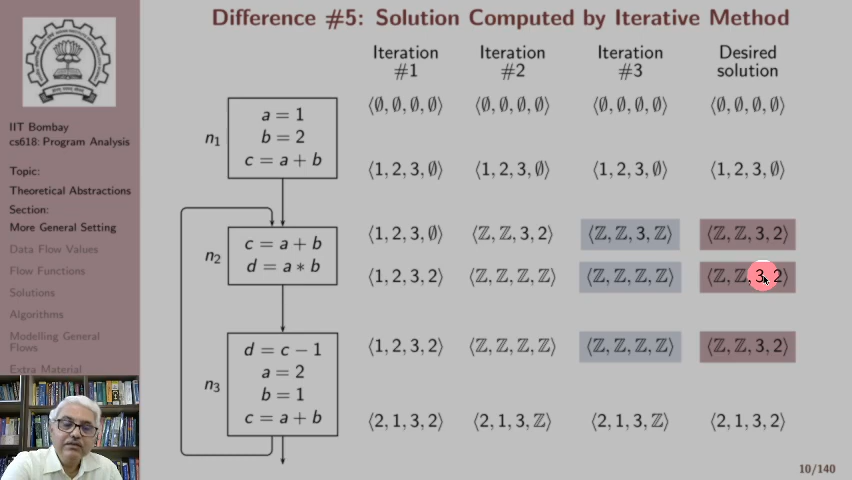 Difference #5: Solution Computed by Iterative Method
IIT Bombay
cs618: Program Analysis
Topic:
Theoretical Abstractions
Section:
More General Setting
Data Flow Values
Flow Functions
Solutions
Algorithms
Modelling General
Flows
Extra Material
Iteration #1
Iteration #2
Iteration #3
Desired solution
n₁
a = 1
b = 2
c = a + b
⟨∅, ∅, ∅, ∅⟩ ⟨∅, ∅, ∅, ∅⟩ ⟨∅, ∅, ∅, ∅⟩ ⟨∅, ∅, ∅, ∅⟩
⟨1, 2, 3, ∅⟩ ⟨1, 2, 3, ∅⟩ ⟨1, 2, 3, ∅⟩ ⟨1, 2, 3, ∅⟩
n₂
c = a + b
d = a ∗ b
⟨1, 2, 3, ∅⟩ ⟨ℤ, ℤ, 3, 2⟩ ⟨ℤ, ℤ, 3, ℤ⟩ ⟨ℤ, ℤ, 3, 2⟩
⟨1, 2, 3, 2⟩ ⟨ℤ, ℤ, ℤ, ℤ⟩ ⟨ℤ, ℤ, ℤ, ℤ⟩ ⟨ℤ, ℤ, 3, 2⟩
n₃
d = c − 1
a = 2
b = 1
c = a + b
⟨1, 2, 3, 2⟩ ⟨ℤ, ℤ, ℤ, ℤ⟩ ⟨ℤ, ℤ, ℤ, ℤ⟩ ⟨ℤ, ℤ, 3, 2⟩
⟨2, 1, 3, 2⟩ ⟨2, 1, 3, ℤ⟩ ⟨2, 1, 3, ℤ⟩ ⟨2, 1, 3, 2⟩
10/140